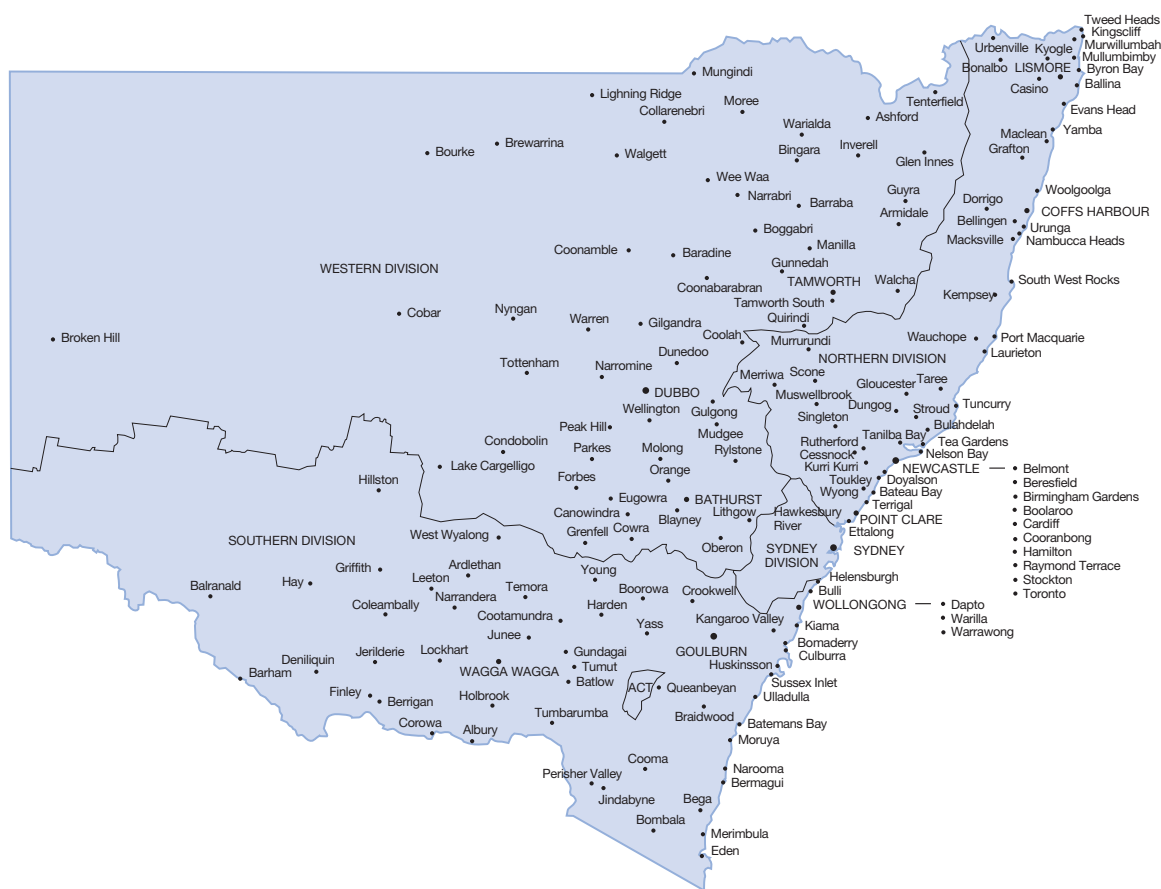 Tweed Heads
Kingscliff
Urbenville
Kyogle
Murwillumbah
Mullumbimby
Bonalbo
LISMORE
Byron Bay
Mungindi
Casino
Ballina
Lighning Ridge
Moree
Tenterfield
Evans Head
Collarenebri
Ashford
Warialda
Maclean
Yamba
Brewarrina
Bourke
Walgett
Bingara
Inverell
Glen Innes
Grafton
Wee Waa
Narrabri
Barraba
Guyra
Woolgoolga
Dorrigo
Armidale
COFFS HARBOUR
Bellingen
Urunga
Boggabri
Macksville
Nambucca Heads
Coonamble
Baradine
Manilla
WESTERN DIVISION
Gunnedah
Coonabarabran
TAMWORTH
Walcha
South West Rocks
Kempsey
Tamworth South
Cobar
Nyngan
Warren
Gilgandra
Quirindi
Broken Hill
Coolah
Murrurundi
Wauchope
Port Macquarie
Laurieton
Dunedoo
NORTHERN DIVISION
Tottenham
Narromine
Merriwa
Scone
Gloucester
Taree
DUBBO
Muswellbrook
Dungog
Stroud
Tuncurry
Wellington
Gulgong
Singleton
Bulahdelah
Peak Hill
Mudgee
Tanilba Bay
Condobolin
Rutherford
Tea Gardens
Parkes
Molong
Rylstone
Cessnock
Nelson Bay
Lake Cargelligo
Orange
Kurri Kurri
NEWCASTLE
Belmont
Hillston
Forbes
Toukley
Doyalson
Beresfield
Eugowra
BATHURST
Wyong
Bateau Bay
Birmingham Gardens
Canowindra
Blayney
Lithgow
Hawkesbury
River
Terrigal
Boolaroo
POINT CLARE
Cardiff
Ettalong
West Wyalong
Grenfell
Cowra
Oberon
Cooranbong
SOUTHERN DIVISION
SYDNEY
DIVISION
SYDNEY
Hamilton
Raymond Terrace
Stockton
Toronto
Griffith
Ardlethan
Young
Helensburgh
Balranald
Hay
Leeton
Temora
Boorowa
Crookwell
Bulli
Narrandera
WOLLONGONG
Dapto
Coleambally
Cootamundra
Harden
Kangaroo Valley
Kiama
Warilla
Junee
Yass
Warrawong
Jerilderie
Lockhart
Gundagai
GOULBURN
Bomaderry
Deniliquin
Culburra
Barham
WAGGA WAGGA
Tumut
Huskinsson
Batlow
ACT
Queanbeyan
Sussex Inlet
Finley
Berrigan
Holbrook
Ulladulla
Corowa
Albury
Tumbarumba
Braidwood
Batemans Bay
Moruya
Cooma
Narooma
Perisher Valley
Bermagui
Jindabyne
Bega
Bombala
Merimbula
Eden